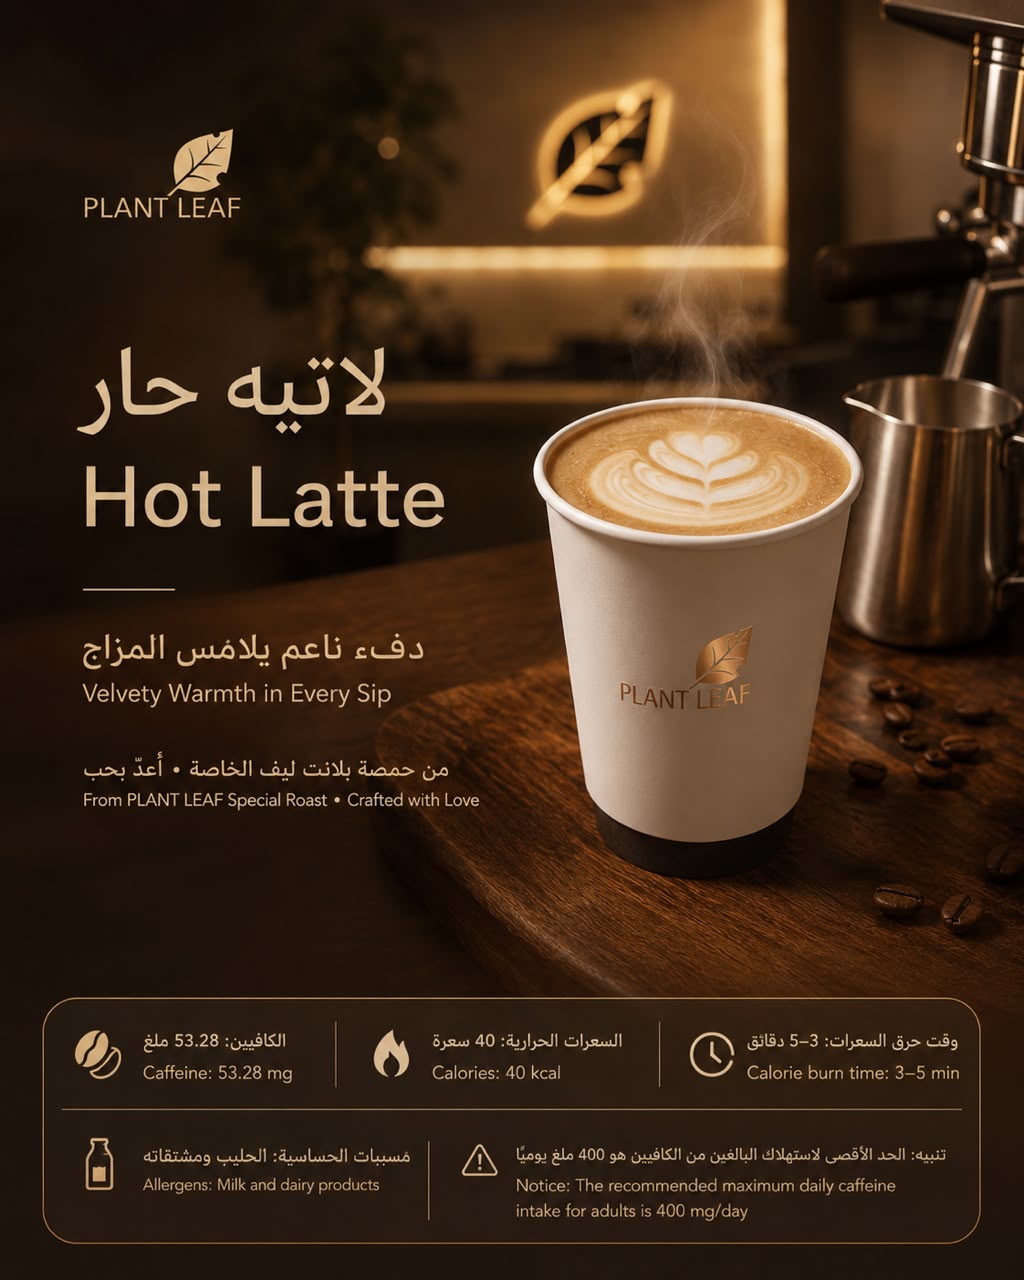 PLANT LEAF
لاتيه حار
Hot Latte
دفء ناعم يلامس المزاج
Velvety Warmth in Every Sip
من حمصة بلانت ليف الخاصة • أعدّ بحب
From PLANT LEAF Special Roast • Crafted with Love
PLANT LEAF
الكافيين: 53.28 ملغ
Caffeine: 53.28 mg
السعرات الحرارية: 40 سعرة
Calories: 40 kcal
وقت حرق السعرات: 3–5 دقائق
Calorie burn time: 3–5 min
مسببات الحساسية: الحليب ومشتقاته
Allergens: Milk and dairy products
تنبيه: الحد الأقصى لاستهلاك البالغين من الكافيين هو 400 ملغ يوميًا
Notice: The recommended maximum daily caffeine
intake for adults is 400 mg/day